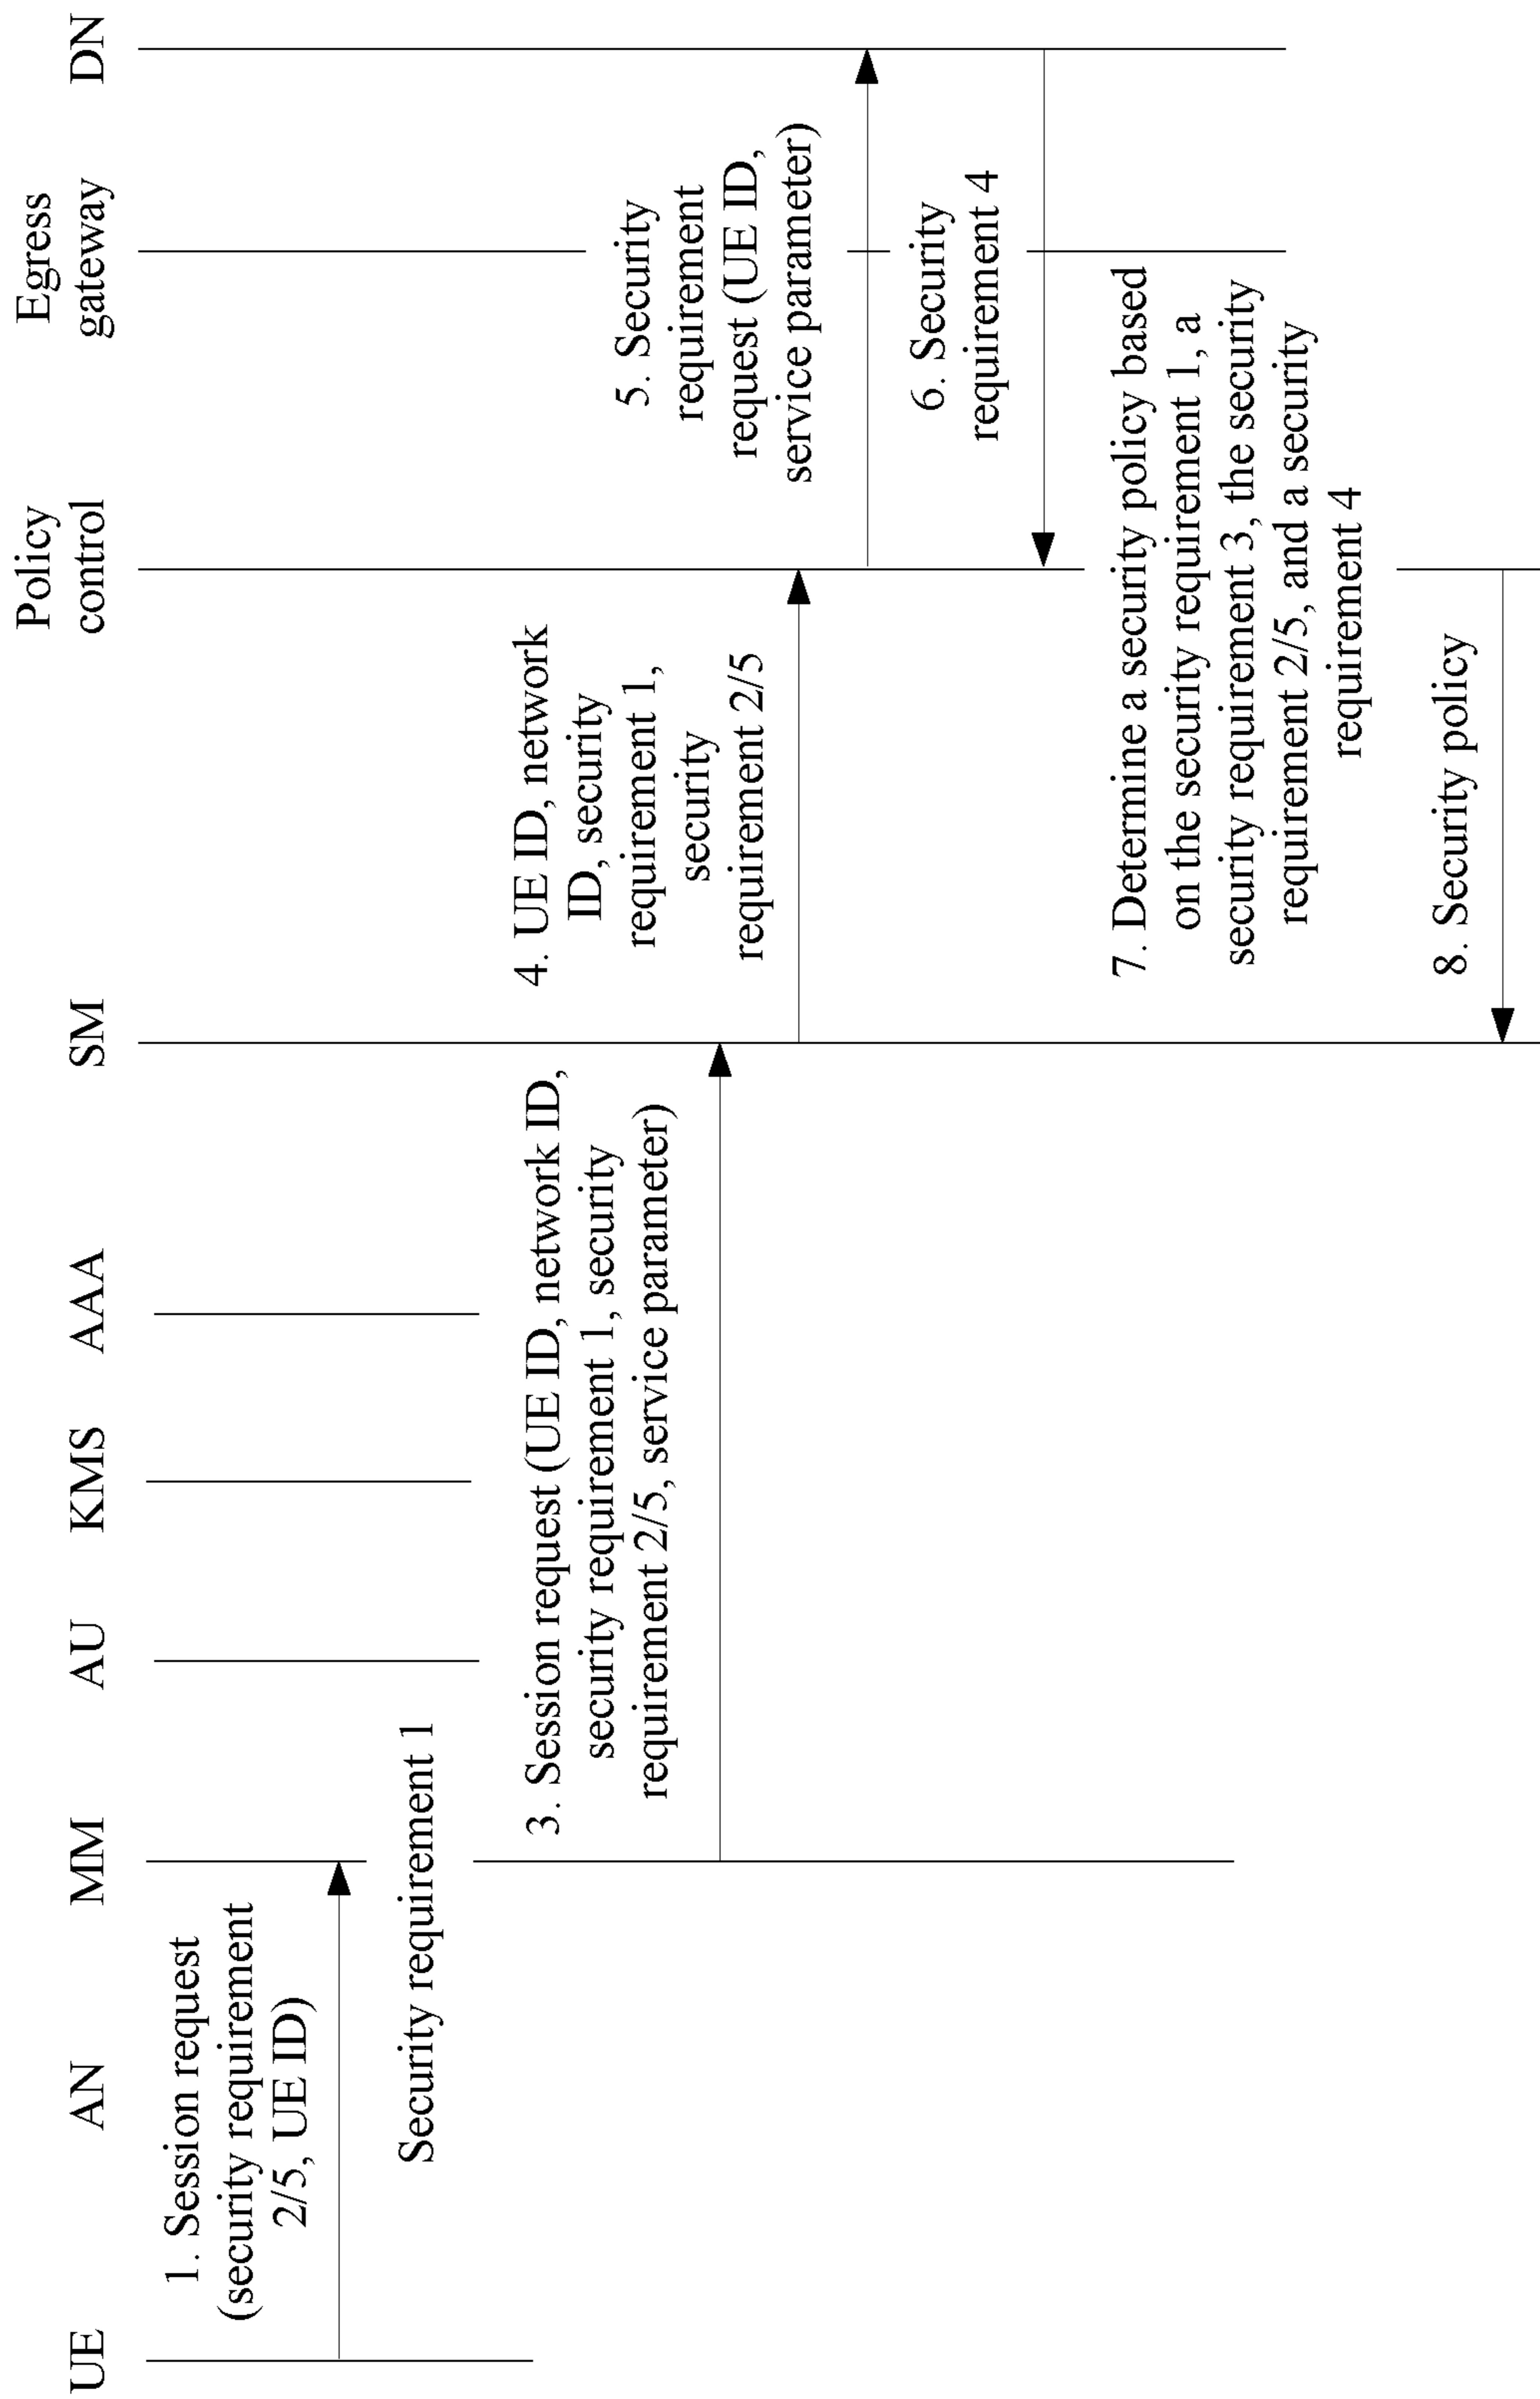 UE
AN
MM
AU
KMS
AAA
SM
Policy
control
Egress
gateway
DN
1. Session request
(security requirement
2/5, UE ID)
Security requirement 1
3. Session request (UE ID, network ID,
security requirement 1, security
requirement 2/5, service parameter)
4. UE ID, network
ID, security
requirement 1,
security
requirement 2/5
5. Security
requirement
request (UE ID,
service parameter)
6. Security
requirement 4
7. Determine a security policy based
on the security requirement 1, a
security requirement 3, the security
requirement 2/5, and a security
requirement 4
8. Security policy